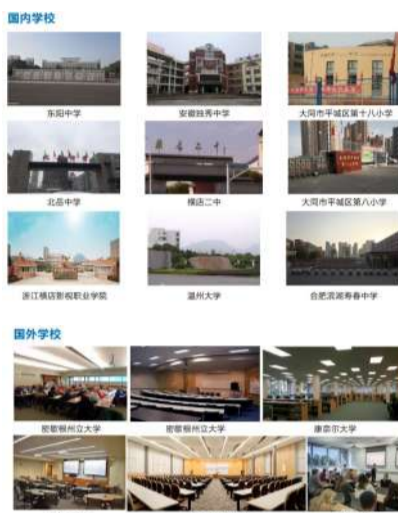 国内学校
东阳中学
安徽独秀中学
大同市平城区第十八小学
北岳中学
横店二中
大同市平城区第八小学
浙江横店影视职业学院
温州大学
合肥滨湖寿春中学
国外学校
密歇根州立大学
密歇根州立大学
康奈尔大学